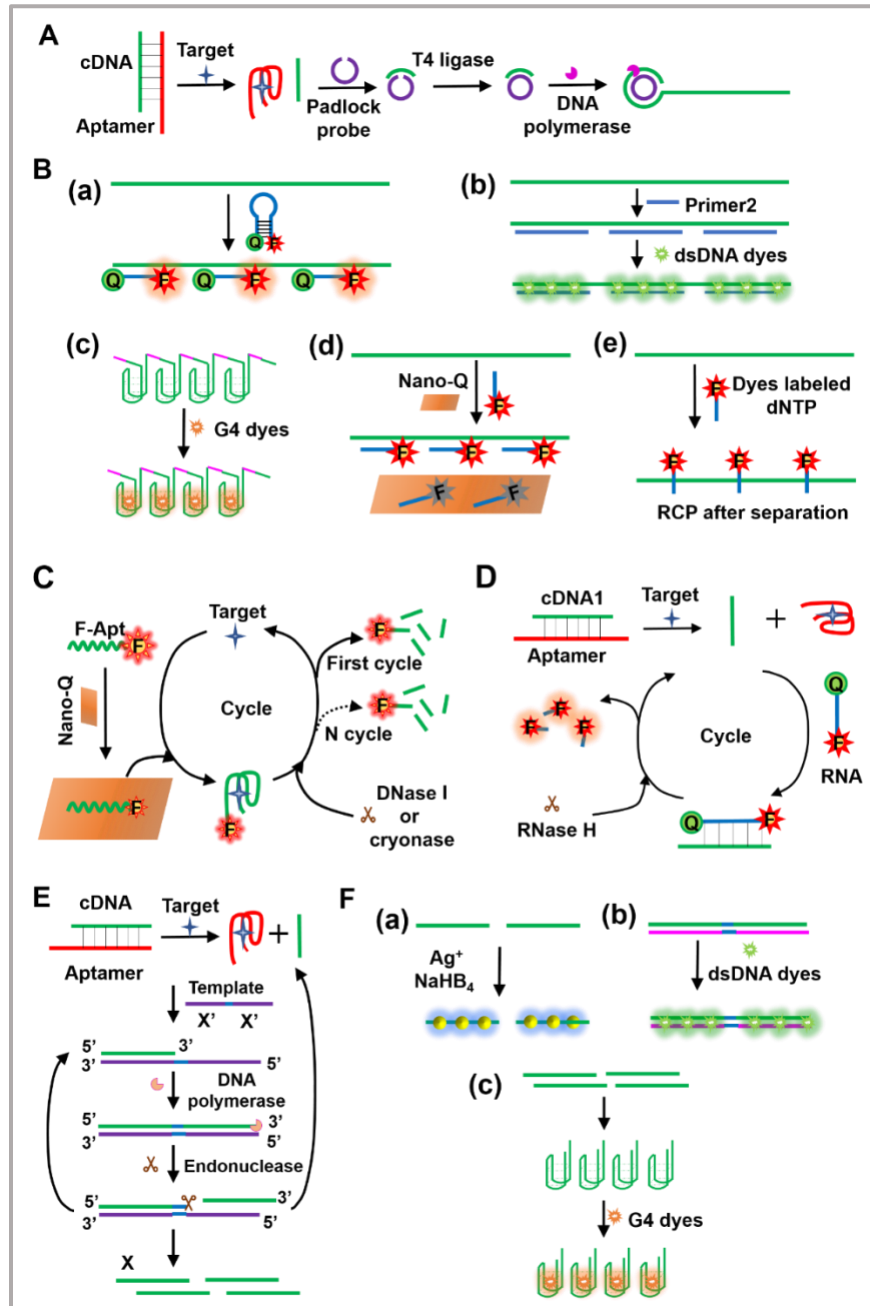 A
cDNA
Target
Aptamer
Padlock
probe
T4 ligase
DNA
polymerase
B
(a)
Q F
Q F Q F Q F
(b)
Primer2
dsDNA dyes
(c)
G4 dyes
(d)
Nano-Q
F
F F F
F F
(e)
F
Dyes labeled
dNTP
F F F
RCP after separation
C
F-Apt
F
Nano-Q
F
Target
Cycle
F
First cycle
F
N cycle
F
DNase I
or
cryonase
D
cDNA1
Target
Aptamer
+
Q
F
RNA
Cycle
F F F
RNase H
Q F
E
cDNA
Target
Aptamer
+
Template
X’ X’
5’ 3’
3’ 5’
DNA
polymerase
5’ 3’
3’ 5’
Endonuclease
5’ 3’
3’ 5’
X
F
(a)
Ag+
NaHB4
(b)
dsDNA dyes
(c)
G4 dyes